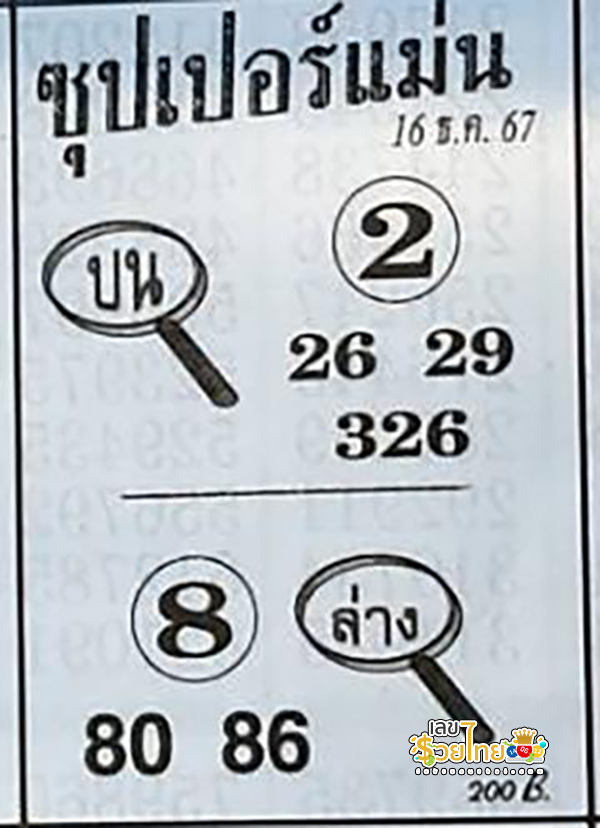 ซุปเปอร์แม่น
16 ธ.ค. 67
บน
2
26 29
326
8
ล่าง
80 86
เลข
รวยไทย
200 B.